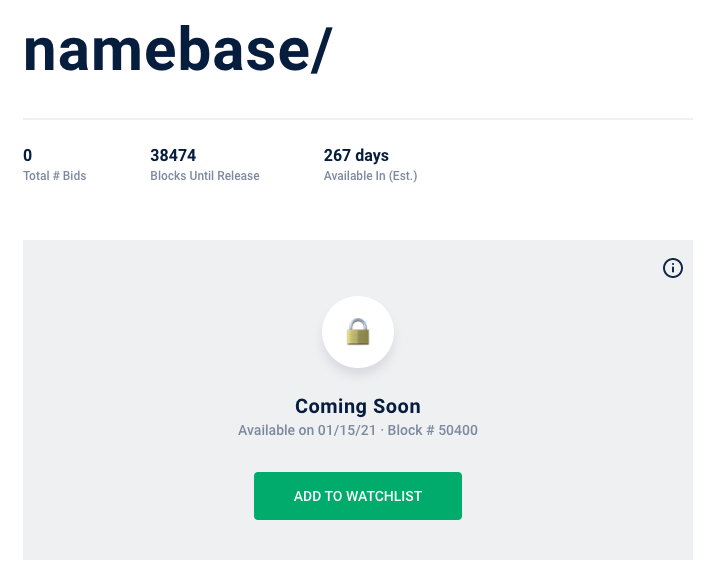 namebase/
0 38474 267 days
Total # Bids Blocks Until Release Available In (Est.)
Coming Soon
Available on 01/15/21 · Block # 50400
ADD TO WATCHLIST